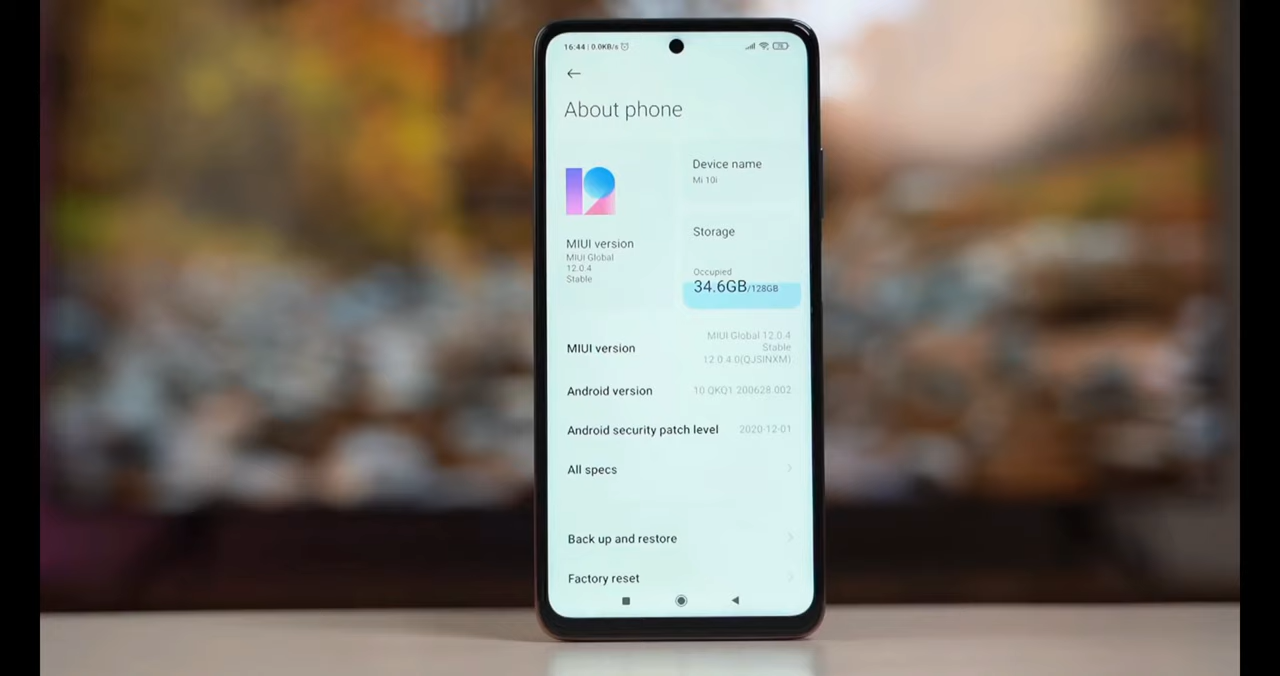 16:44 | 0.0KB/s
About phone
Device name
Mi 10i
Storage
MIUI version
MIUI Global
12.0.4
Stable
Occupied
34.6GB/128GB
MIUI version
MIUI Global 12.0.4
Stable
12.0.4.0(QJSINXM)
Android version
10 QKQ1.200628.002
Android security patch level
2020-12-01
All specs
Back up and restore
Factory reset